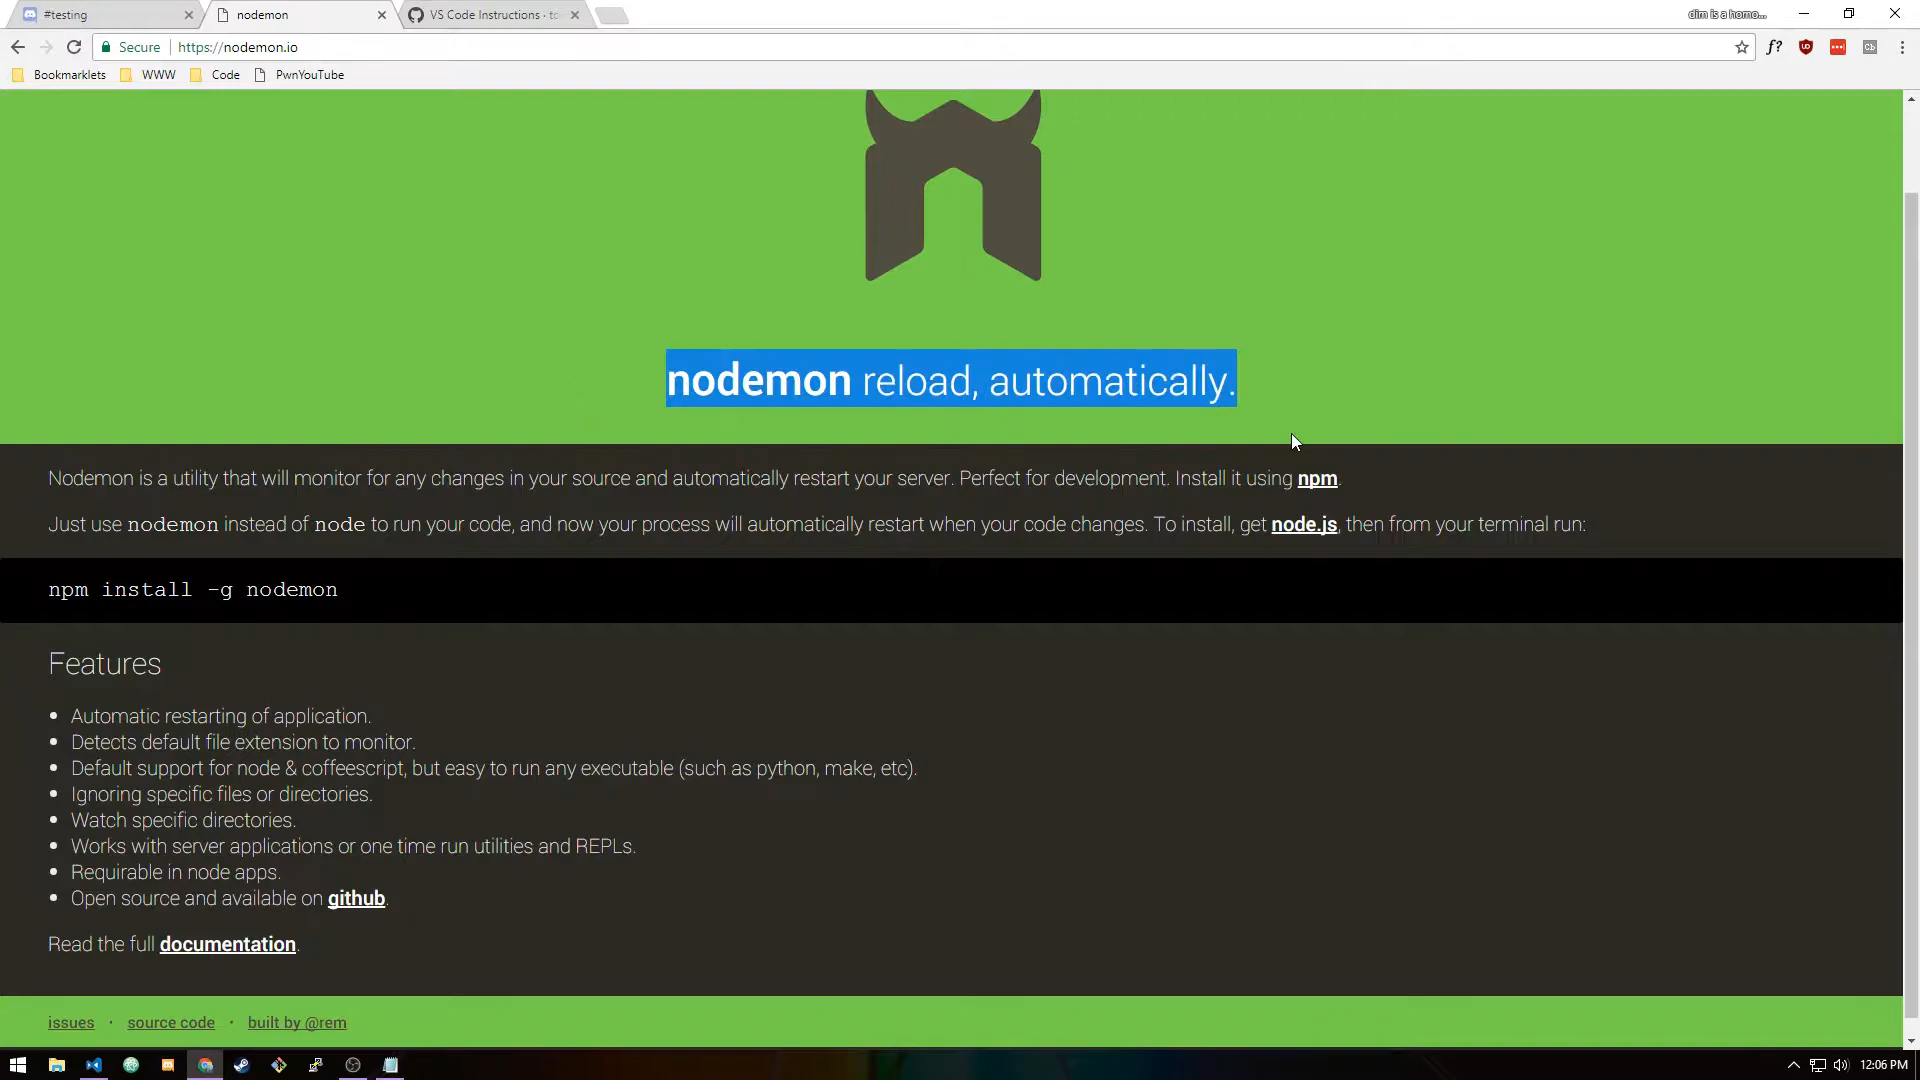 #testing
nodemon
VS Code Instructions · to
dim is a homo...
Secure
https://nodemon.io
f?
Bookmarklets
WWW
Code
PwnYouTube
nodemon reload, automatically.
Nodemon is a utility that will monitor for any changes in your source and automatically restart your server. Perfect for development. Install it using npm.
Just use nodemon instead of node to run your code, and now your process will automatically restart when your code changes. To install, get node.js, then from your terminal run:
npm install -g nodemon
Features
• Automatic restarting of application.
• Detects default file extension to monitor.
• Default support for node & coffeescript, but easy to run any executable (such as python, make, etc).
• Ignoring specific files or directories.
• Watch specific directories.
• Works with server applications or one time run utilities and REPLs.
• Requirable in node apps.
• Open source and available on github.
Read the full documentation.
issues · source code · built by @rem
12:06 PM